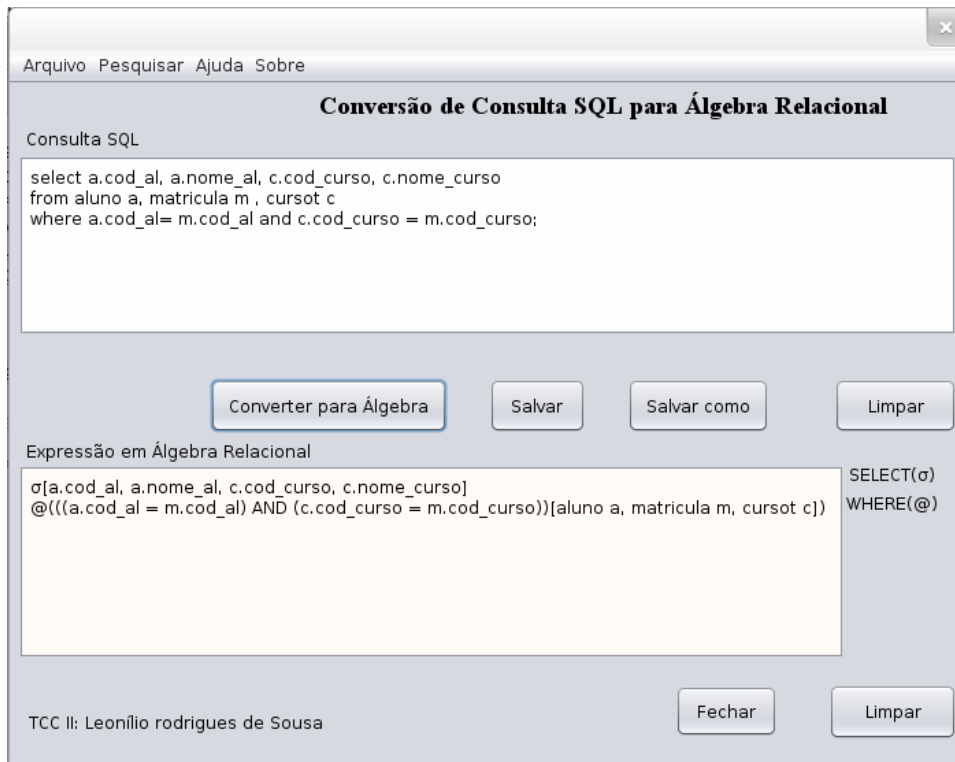 Arquivo Pesquisar Ajuda Sobre
Conversão de Consulta SQL para Álgebra Relacional
Consulta SQL
select a.cod_al, a.nome_al, c.cod_curso, c.nome_curso
from aluno a, matricula m , cursot c
where a.cod_al= m.cod_al and c.cod_curso = m.cod_curso;
Converter para Álgebra Salvar Salvar como Limpar
Expressão em Álgebra Relacional
σ[a.cod_al, a.nome_al, c.cod_curso, c.nome_curso]
@(((a.cod_al = m.cod_al) AND (c.cod_curso = m.cod_curso))[aluno a, matricula m, cursot c])
SELECT(σ)
WHERE(@)
Fechar Limpar
TCC II: Leonílio rodrigues de Sousa